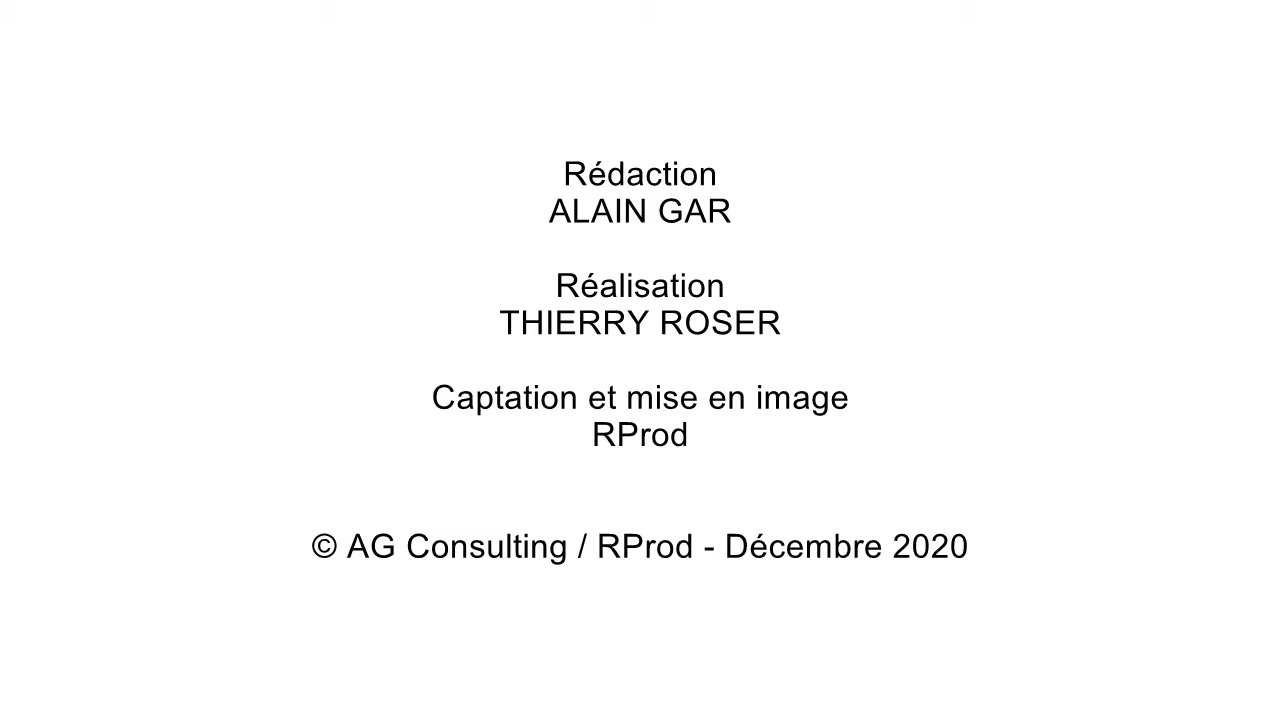 Rédaction
ALAIN GAR
Réalisation
THIERRY ROSER
Captation et mise en image
RProd
© AG Consulting / RProd - Décembre 2020